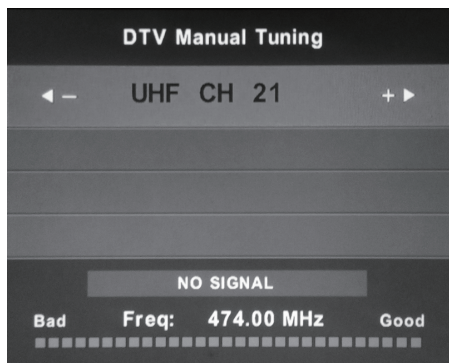 DTV Manual Tuning
◀ – UHF CH 21 + ▶
NO SIGNAL
Bad Freq: 474.00 MHz Good